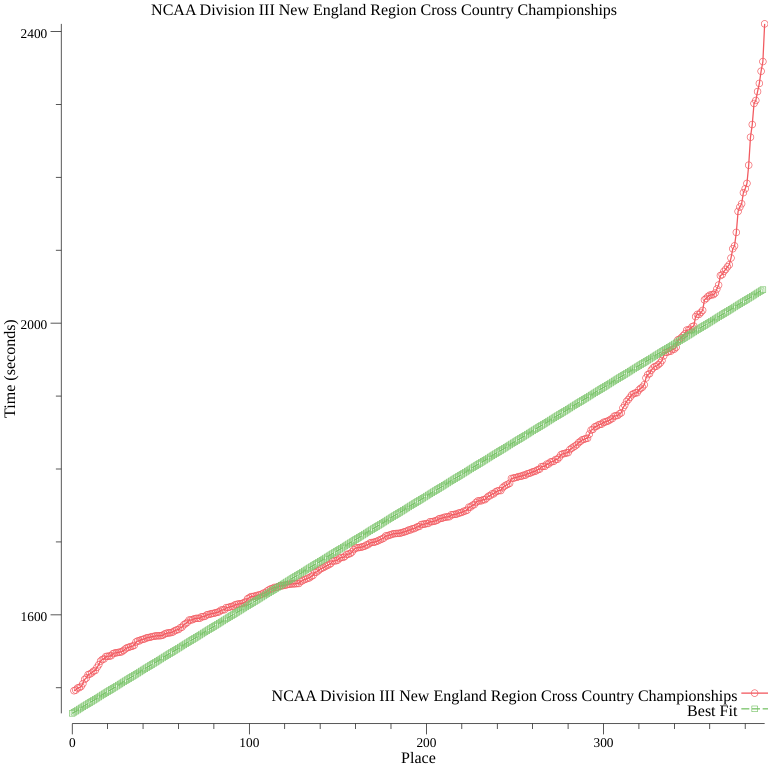 NCAA Division III New England Region Cross Country Championships
2400
2000
1600
Time (seconds)
NCAA Division III New England Region Cross Country Championships
Best Fit
0 100 200 300
Place